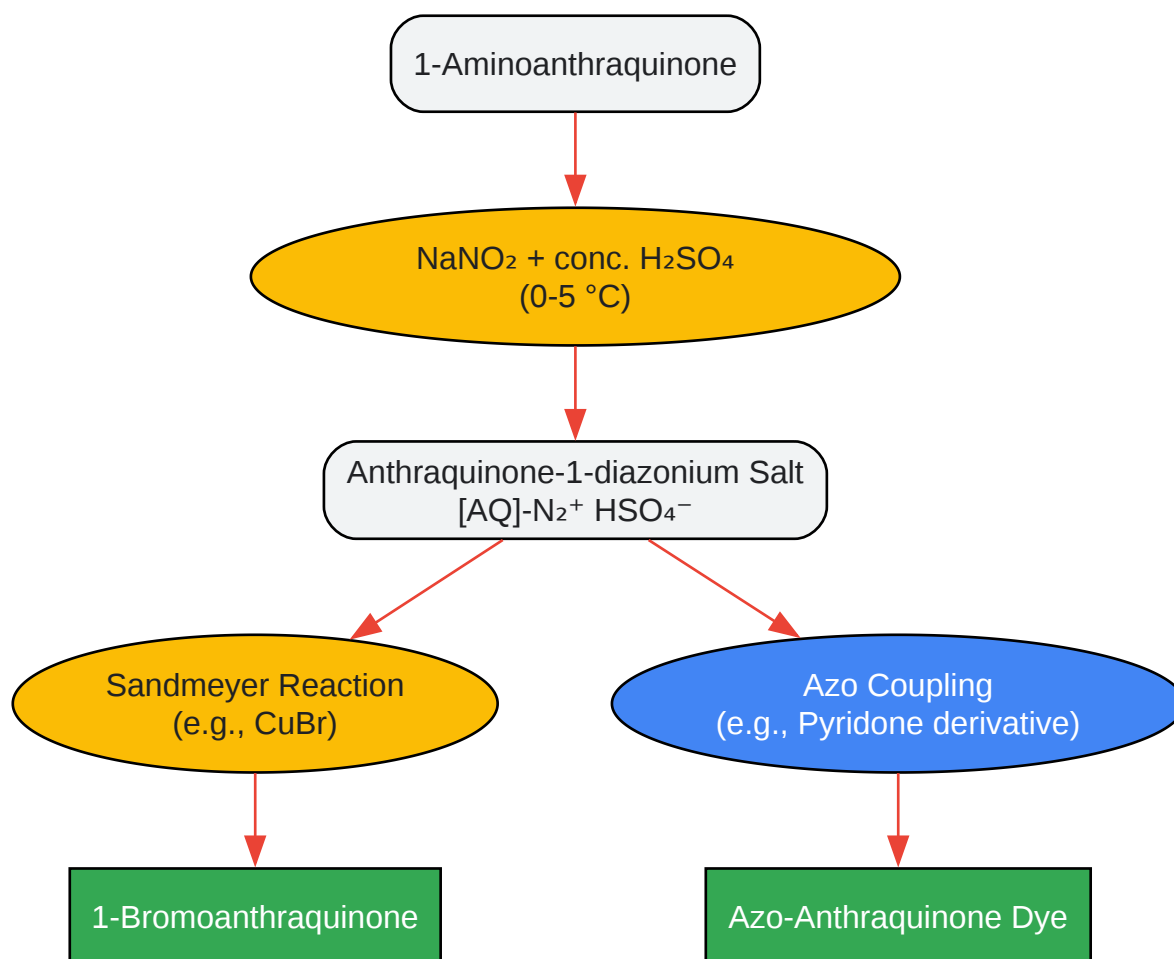 1-Aminoanthraquinone
NaNO₂ + conc. H₂SO₄
(0-5 °C)
Anthraquinone-1-diazonium Salt
[AQ]-N₂⁺ HSO₄⁻
Sandmeyer Reaction
(e.g., CuBr)
Azo Coupling
(e.g., Pyridone derivative)
1-Bromoanthraquinone
Azo-Anthraquinone Dye